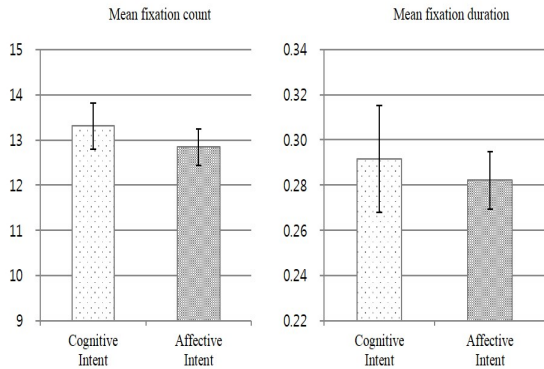 Mean fixation count
15
14
13
12
11
10
9
Cognitive
Intent
Affective
Intent
Mean fixation duration
0.34
0.32
0.30
0.28
0.26
0.24
0.22
Cognitive
Intent
Affective
Intent